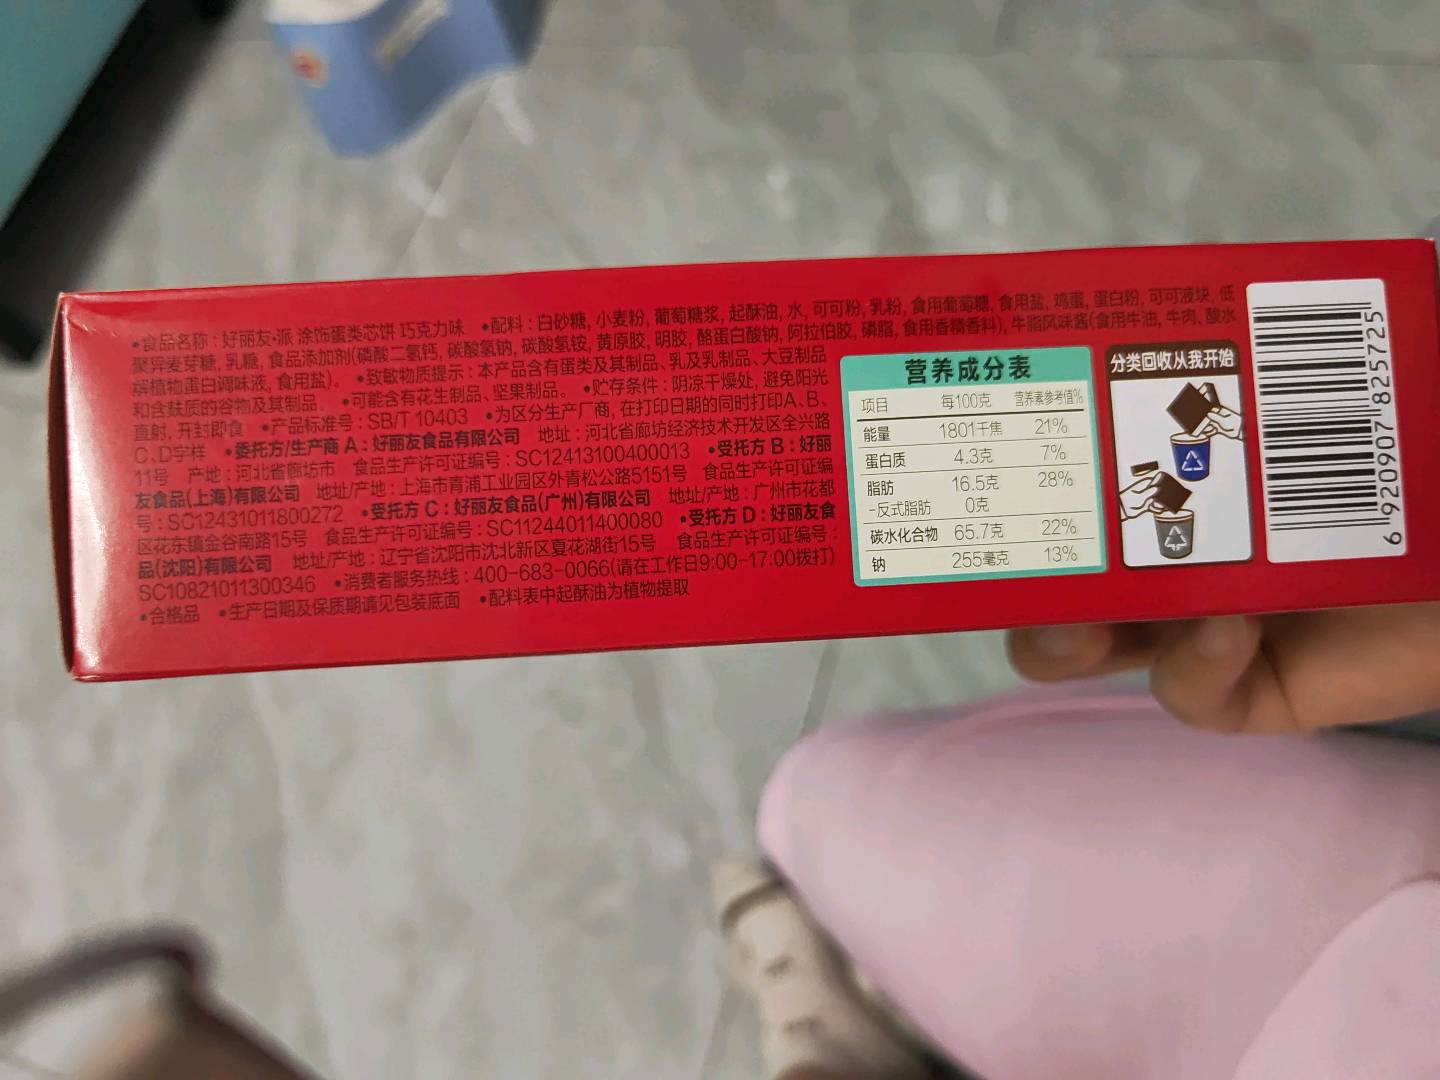 •食品名称：好丽友·派 涂饰蛋类芯饼 巧克力味 •配料：白砂糖, 小麦粉, 葡萄糖浆, 起酥油, 水, 可可粉, 乳粉, 食用葡萄糖, 食用盐, 鸡蛋, 蛋白粉, 可可液块, 低
聚异麦芽糖, 乳糖, 食品添加剂(磷酸二氢钙, 碳酸氢钠, 碳酸氢铵, 黄原胶, 明胶, 酪蛋白酸钠, 阿拉伯胶, 磷脂, 食用香精香料), 牛脂风味酱(食用牛油, 牛肉, 酸水
解植物蛋白调味液, 食用盐)。 •致敏物质提示：本产品含有蛋类及其制品、乳及乳制品、大豆制品
和含麸质的谷物及其制品。 •可能含有花生制品、坚果制品。 •贮存条件：阴凉干燥处, 避免阳光
直射, 开封即食 •产品标准号：SB/T 10403 •为区分生产厂商, 在打印日期的同时打印A、B、
C、D字样 •委托方/生产商 A：好丽友食品有限公司 地址：河北省廊坊经济技术开发区全兴路
11号 产地：河北省廊坊市 食品生产许可证编号：SC12413100400013 •受托方 B：好丽
友食品(上海)有限公司 地址/产地：上海市青浦工业园区外青松公路5151号 食品生产许可证编
号：SC12431011800272 •受托方 C：好丽友食品(广州)有限公司 地址/产地：广州市花都
区花东镇金谷南路15号 食品生产许可证编号：SC11244011400080 •受托方 D：好丽友食
品(沈阳)有限公司 地址/产地：辽宁省沈阳市沈北新区夏花湖街15号 食品生产许可证编号：
SC10821011300346 •消费者服务热线：400-683-0066(请在工作日9:00-17:00拨打)
•合格品 •生产日期及保质期请见包装底面 •配料表中起酥油为植物提取
营养成分表
项目 每100克 营养素参考值%
能量 1801千焦 21%
蛋白质 4.3克 7%
脂肪 16.5克 28%
-反式脂肪 0克
碳水化合物 65.7克 22%
钠 255毫克 13%
分类回收从我开始
6 920907 825725